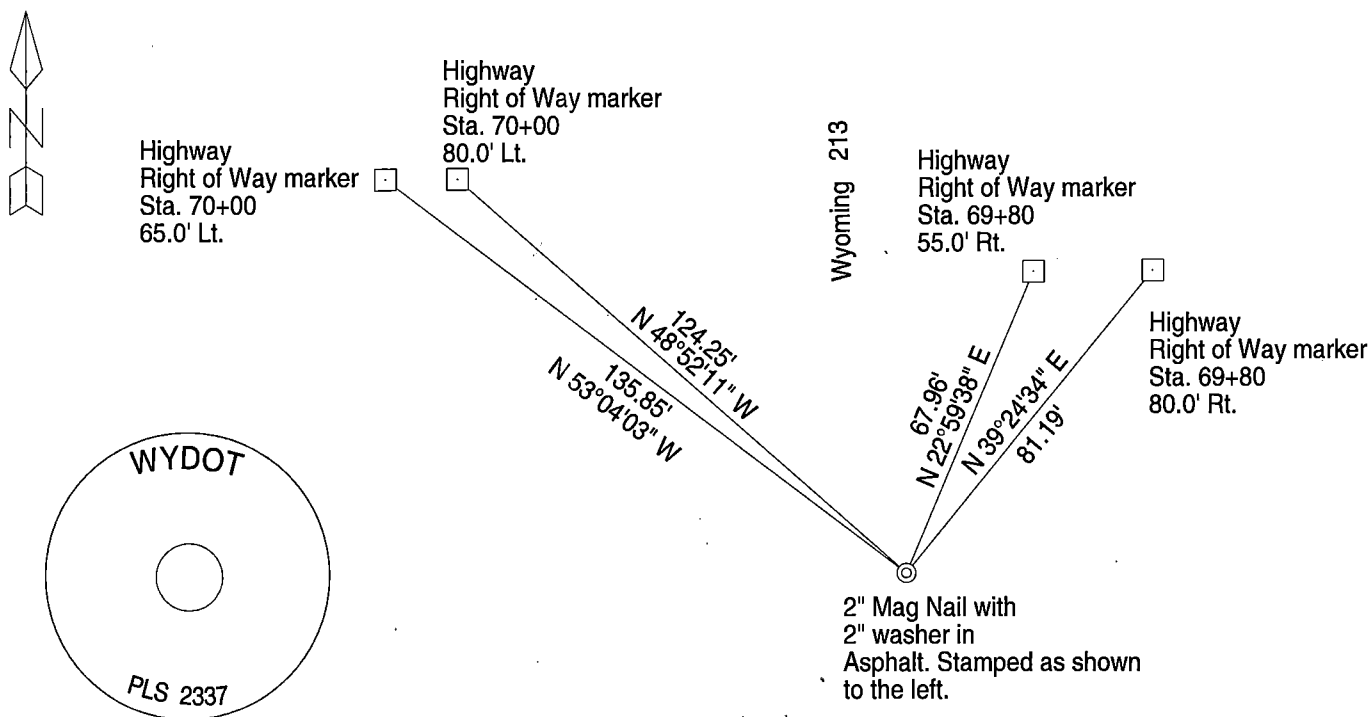 N
Highway
Right of Way marker
Sta. 70+00
80.0' Lt.
Highway
Right of Way marker
Sta. 70+00
65.0' Lt.
Wyoming 213
Highway
Right of Way marker
Sta. 69+80
55.0' Rt.
Highway
Right of Way marker
Sta. 69+80
80.0' Rt.
124.25'
N 48°52'11" W
135.85'
N 53°04'03" W
67.96'
N 22°59'38" E
N 39°24'34" E
81.19'
WYDOT
PLS 2337
2" Mag Nail with
2" washer in
Asphalt. Stamped as shown
to the left.